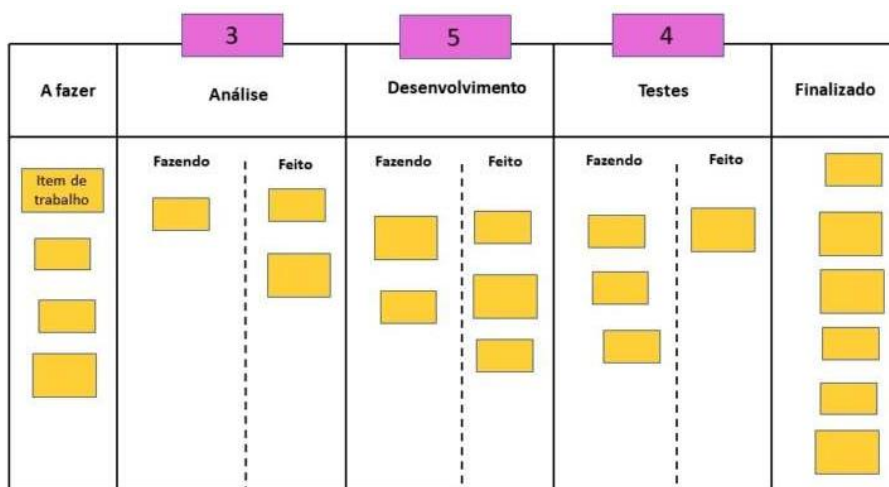 3
5
4
A fazer
Análise
Desenvolvimento
Testes
Finalizado
Fazendo
Feito
Fazendo
Feito
Fazendo
Feito
Item de
trabalho